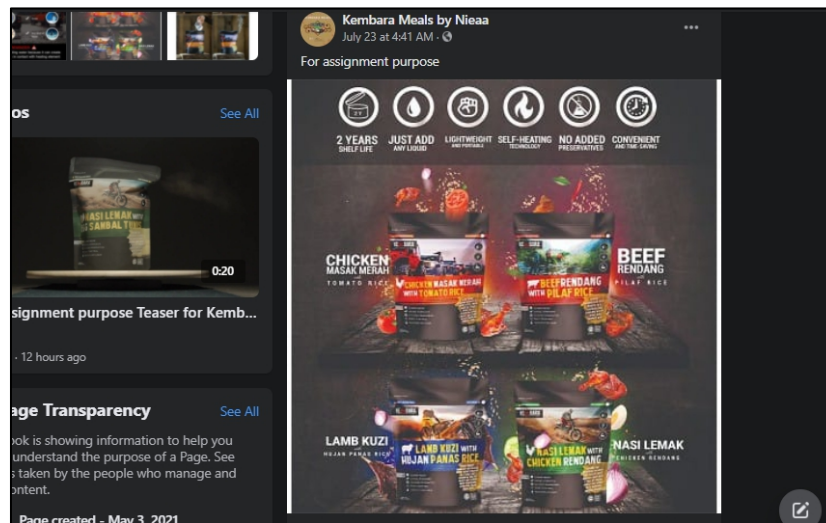 Kembara Meals by Nieaa
July 23 at 4:41 AM ·
For assignment purpose
os
See All
0:20
signment purpose Teaser for Kemb...
· 12 hours ago
age Transparency
See All
ook is showing information to help you
understand the purpose of a Page. See
s taken by the people who manage and
ontent.
Page created - May 3, 2021
2 YEARS
SHELF LIFE
JUST ADD
ANY LIQUID
LIGHTWEIGHT
AND PORTABLE
SELF-HEATING
TECHNOLOGY
NO ADDED
PRESERVATIVES
CONVENIENT
AND TIME-SAVING
CHICKEN
MASAK MERAH
with
TOMATO RICE
CHICKEN MASAK MERAH
WITH TOMATO RICE
BEEF RENDANG
WITH PILAF RICE
BEEF
RENDANG
with
PILAF RICE
LAMB KUZI
with
HUJAN PANAS RICE
LAMB KUZI WITH
HUJAN PANAS RICE
NASI LEMAK WITH
CHICKEN RENDANG
NASI LEMAK
with
CHICKEN RENDANG
NASI LEMAK WITH
SAMBAL